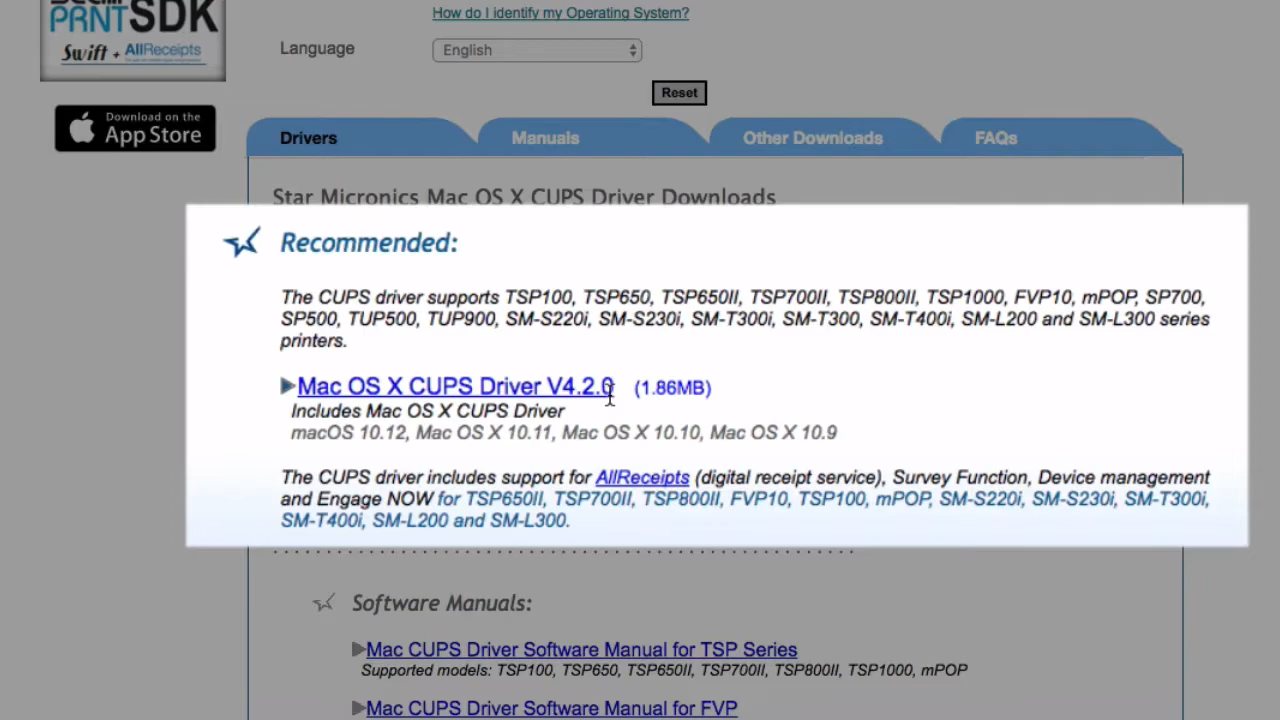 PRNTSDK
Swift + AllReceipts
How do I identify my Operating System?
Language
English
Reset
Download on the
App Store
Drivers
Manuals
Other Downloads
FAQs
Star Micronics Mac OS X CUPS Driver Downloads
Recommended:
The CUPS driver supports TSP100, TSP650, TSP650II, TSP700II, TSP800II, TSP1000, FVP10, mPOP, SP700,
SP500, TUP500, TUP900, SM-S220i, SM-S230i, SM-T300i, SM-T300, SM-T400i, SM-L200 and SM-L300 series
printers.
Mac OS X CUPS Driver V4.2.0 (1.86MB)
Includes Mac OS X CUPS Driver
macOS 10.12, Mac OS X 10.11, Mac OS X 10.10, Mac OS X 10.9
The CUPS driver includes support for AllReceipts (digital receipt service), Survey Function, Device management
and Engage NOW for TSP650II, TSP700II, TSP800II, FVP10, TSP100, mPOP, SM-S220i, SM-S230i, SM-T300i,
SM-T400i, SM-L200 and SM-L300.
Software Manuals:
Mac CUPS Driver Software Manual for TSP Series
Supported models: TSP100, TSP650, TSP650II, TSP700II, TSP800II, TSP1000, mPOP
Mac CUPS Driver Software Manual for FVP